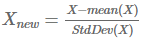 X_new = (X−mean(X)) / StdDev(X)